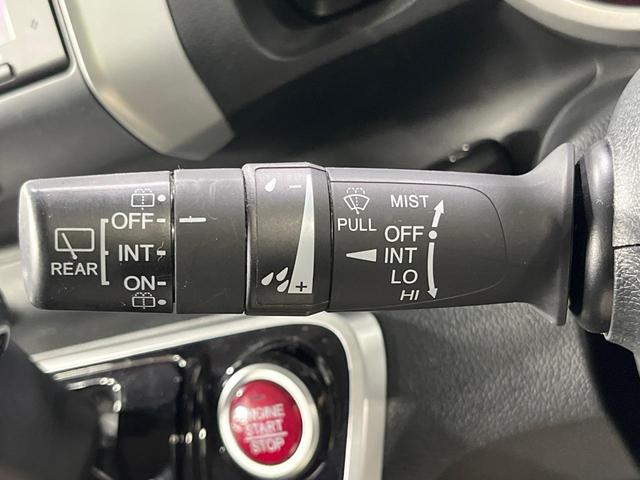 REAR
OFF
INT
ON
− 
+
PULL
MIST
OFF
INT
LO
HI
ENGINE
START
STOP